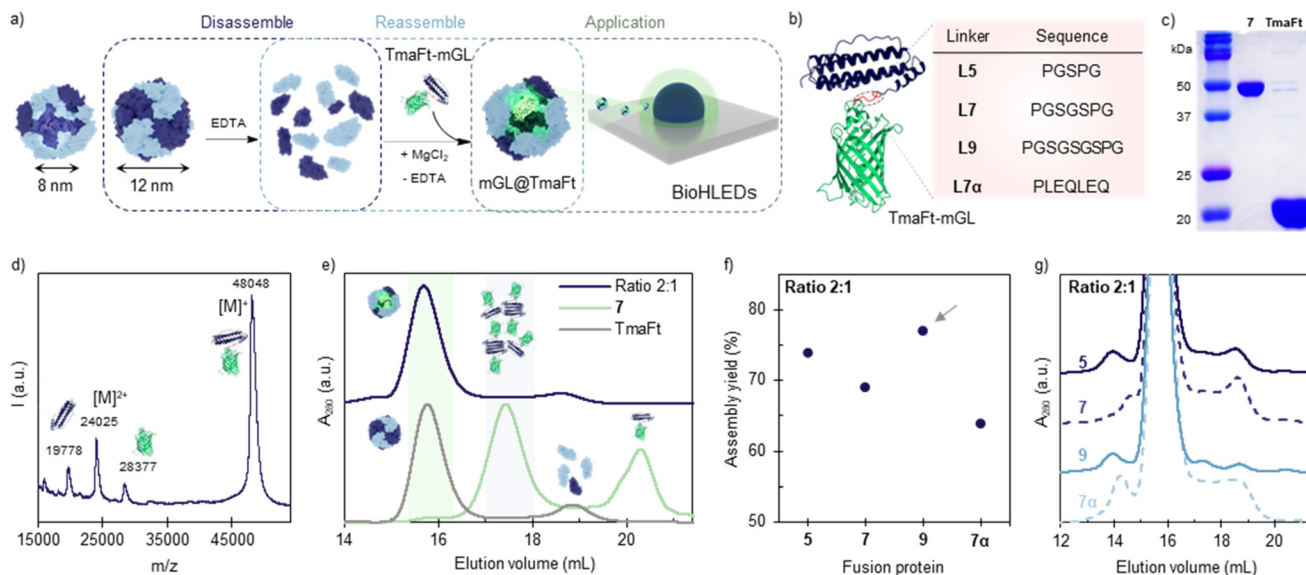 a)
Disassemble
Reassemble
Application
TmaFt-mGL
EDTA
+ MgCl₂
- EDTA
8 nm
12 nm
mGL@TmaFt
BioHLEDs
b)
Linker Sequence
L5 PGSPG
L7 PGSGSPG
L9 PGSGSGSPG
L7α PLEQLEQ
TmaFt-mGL
c)
7 TmaFt
kDa
50
37
25
20
d)
48048
[M]⁺
[M]²⁺
24025
19778
28377
I (a.u.)
15000 25000 35000 45000
m/z
e)
Ratio 2:1
7
TmaFt
A₂₈₀ (a.u.)
14 16 18 20
Elution volume (mL)
f)
Ratio 2:1
Assembly yield (%)
80
75
70
65
60
55
50
5 7 9 7α
Fusion protein
g)
Ratio 2:1
5
7
9
7α
A₂₈₀ (a.u.)
12 14 16 18 20
Elution volume (mL)